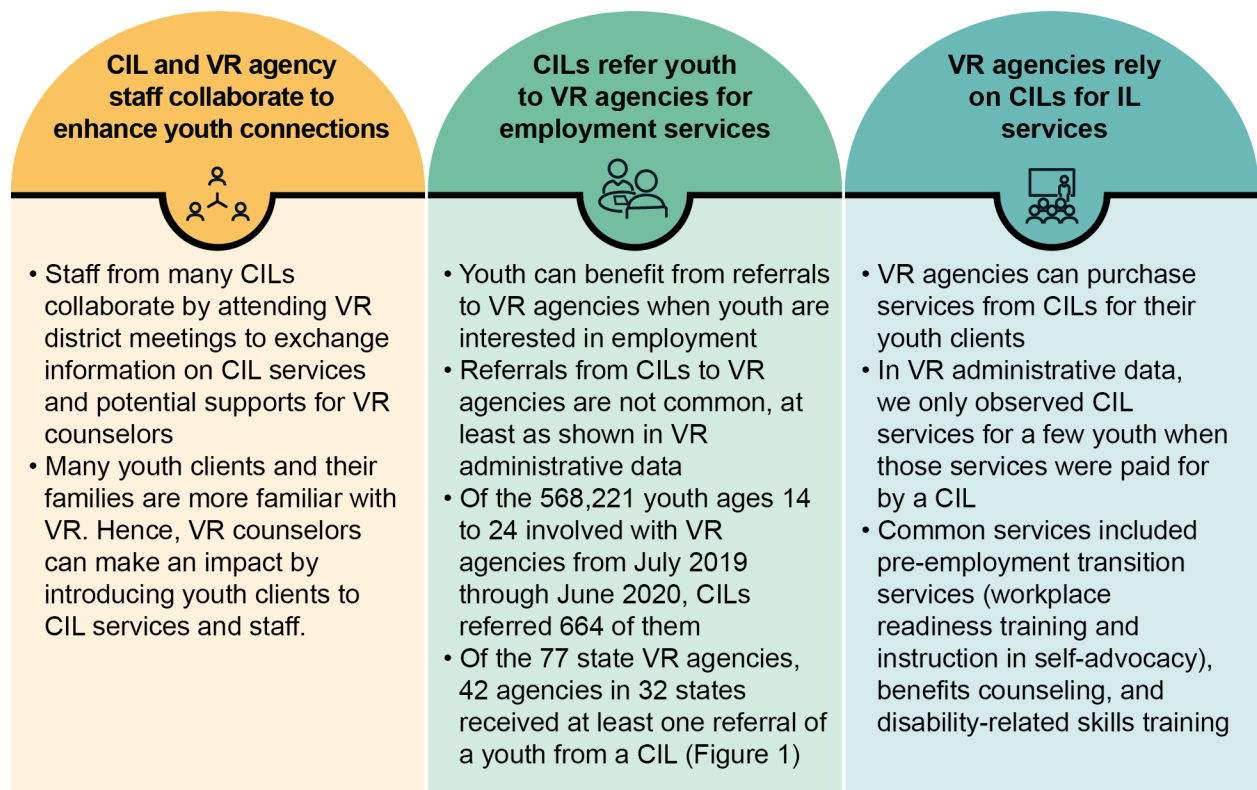 CIL and VR agency
staff collaborate to
enhance youth connections
• Staff from many CILs
collaborate by attending VR
district meetings to exchange
information on CIL services
and potential supports for VR
counselors
• Many youth clients and their
families are more familiar with
VR. Hence, VR counselors
can make an impact by
introducing youth clients to
CIL services and staff.
CILs refer youth
to VR agencies for
employment services
• Youth can benefit from referrals
to VR agencies when youth are
interested in employment
• Referrals from CILs to VR
agencies are not common, at
least as shown in VR
administrative data
• Of the 568,221 youth ages 14
to 24 involved with VR
agencies from July 2019
through June 2020, CILs
referred 664 of them
• Of the 77 state VR agencies,
42 agencies in 32 states
received at least one referral of
a youth from a CIL (Figure 1)
VR agencies rely
on CILs for IL
services
• VR agencies can purchase
services from CILs for their
youth clients
• In VR administrative data,
we only observed CIL
services for a few youth when
those services were paid for
by a CIL
• Common services included
pre-employment transition
services (workplace
readiness training and
instruction in self-advocacy),
benefits counseling, and
disability-related skills training